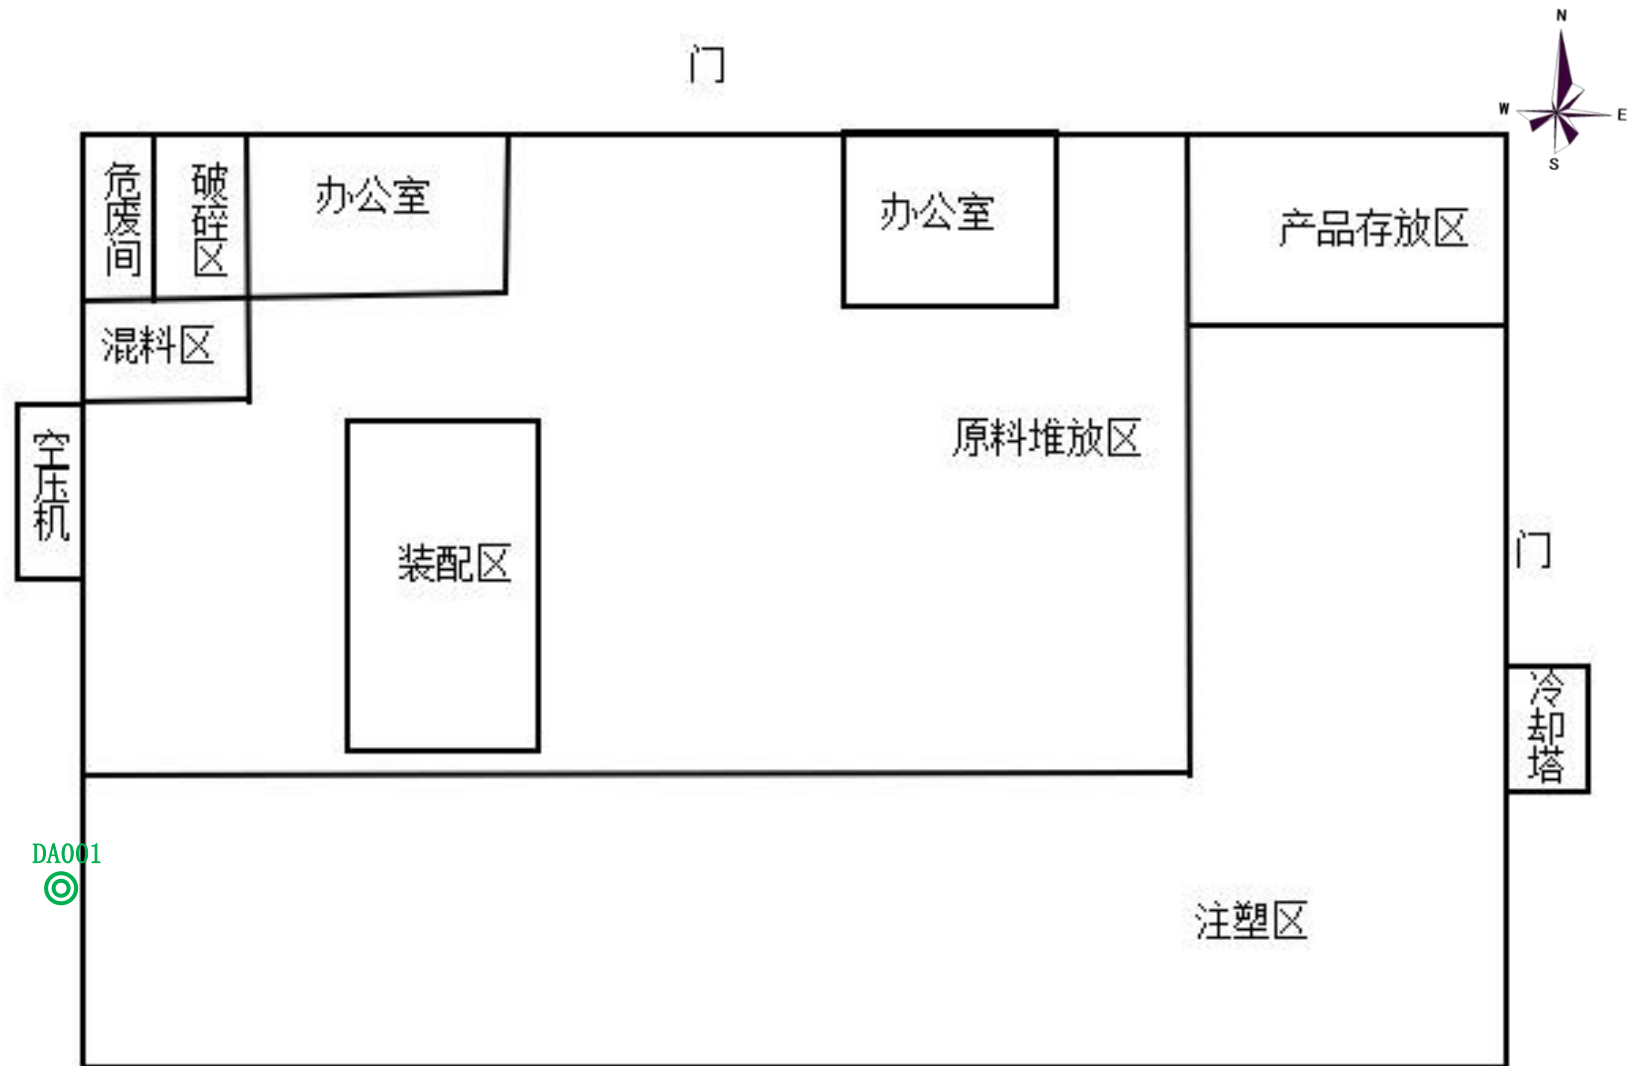 N
门
W
E
S
危废间
破碎区
办公室
办公室
产品存放区
混料区
原料堆放区
空压机
装配区
门
冷却塔
DA001
注塑区